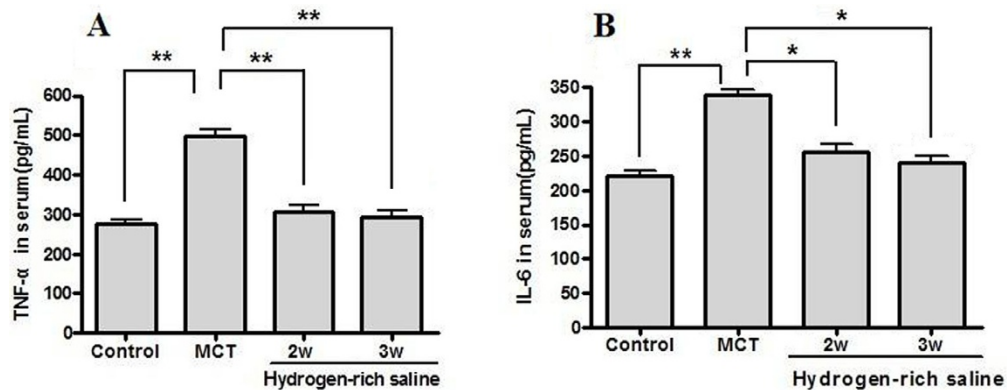 A
**
**
**
TNF-α in serum(pg/mL)
600
500
400
300
200
100
0
Control MCT 2w 3w
Hydrogen-rich saline
B
*
**
*
IL-6 in serum(pg/mL)
350
300
250
200
150
100
50
0
Control MCT 2w 3w
Hydrogen-rich saline